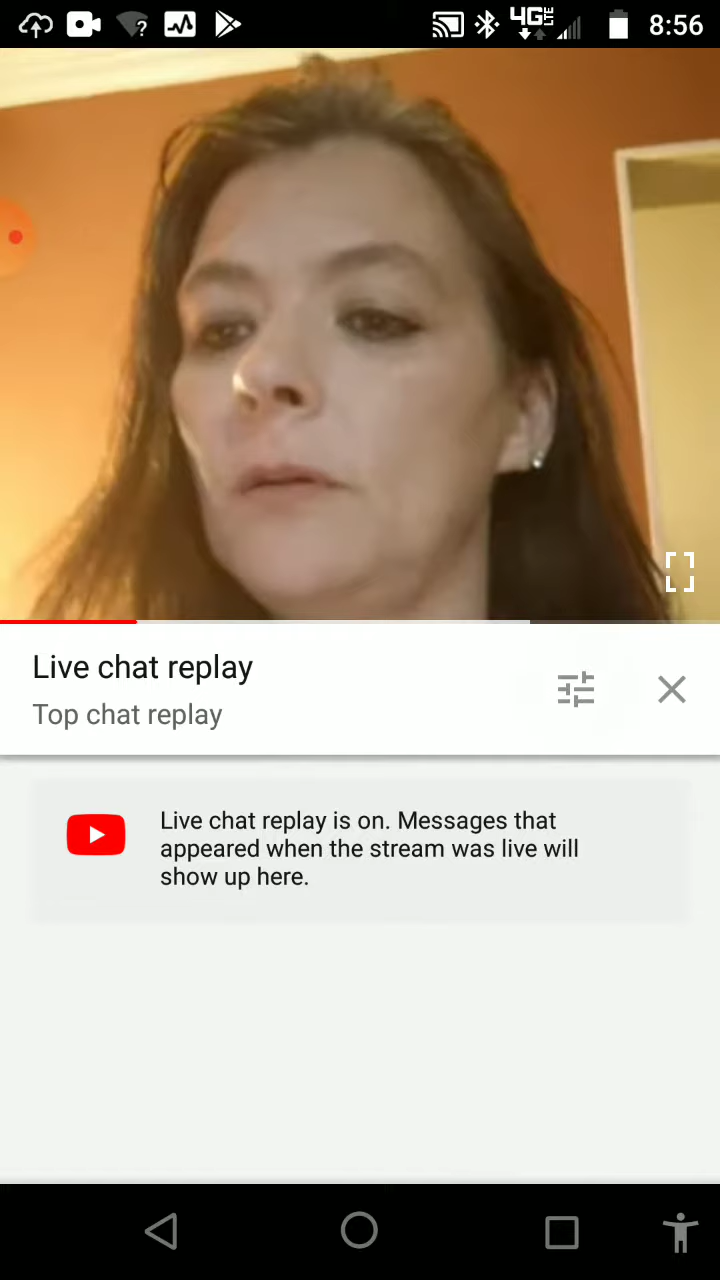 4G LTE 8:56
Live chat replay
Top chat replay
Live chat replay is on. Messages that
appeared when the stream was live will
show up here.